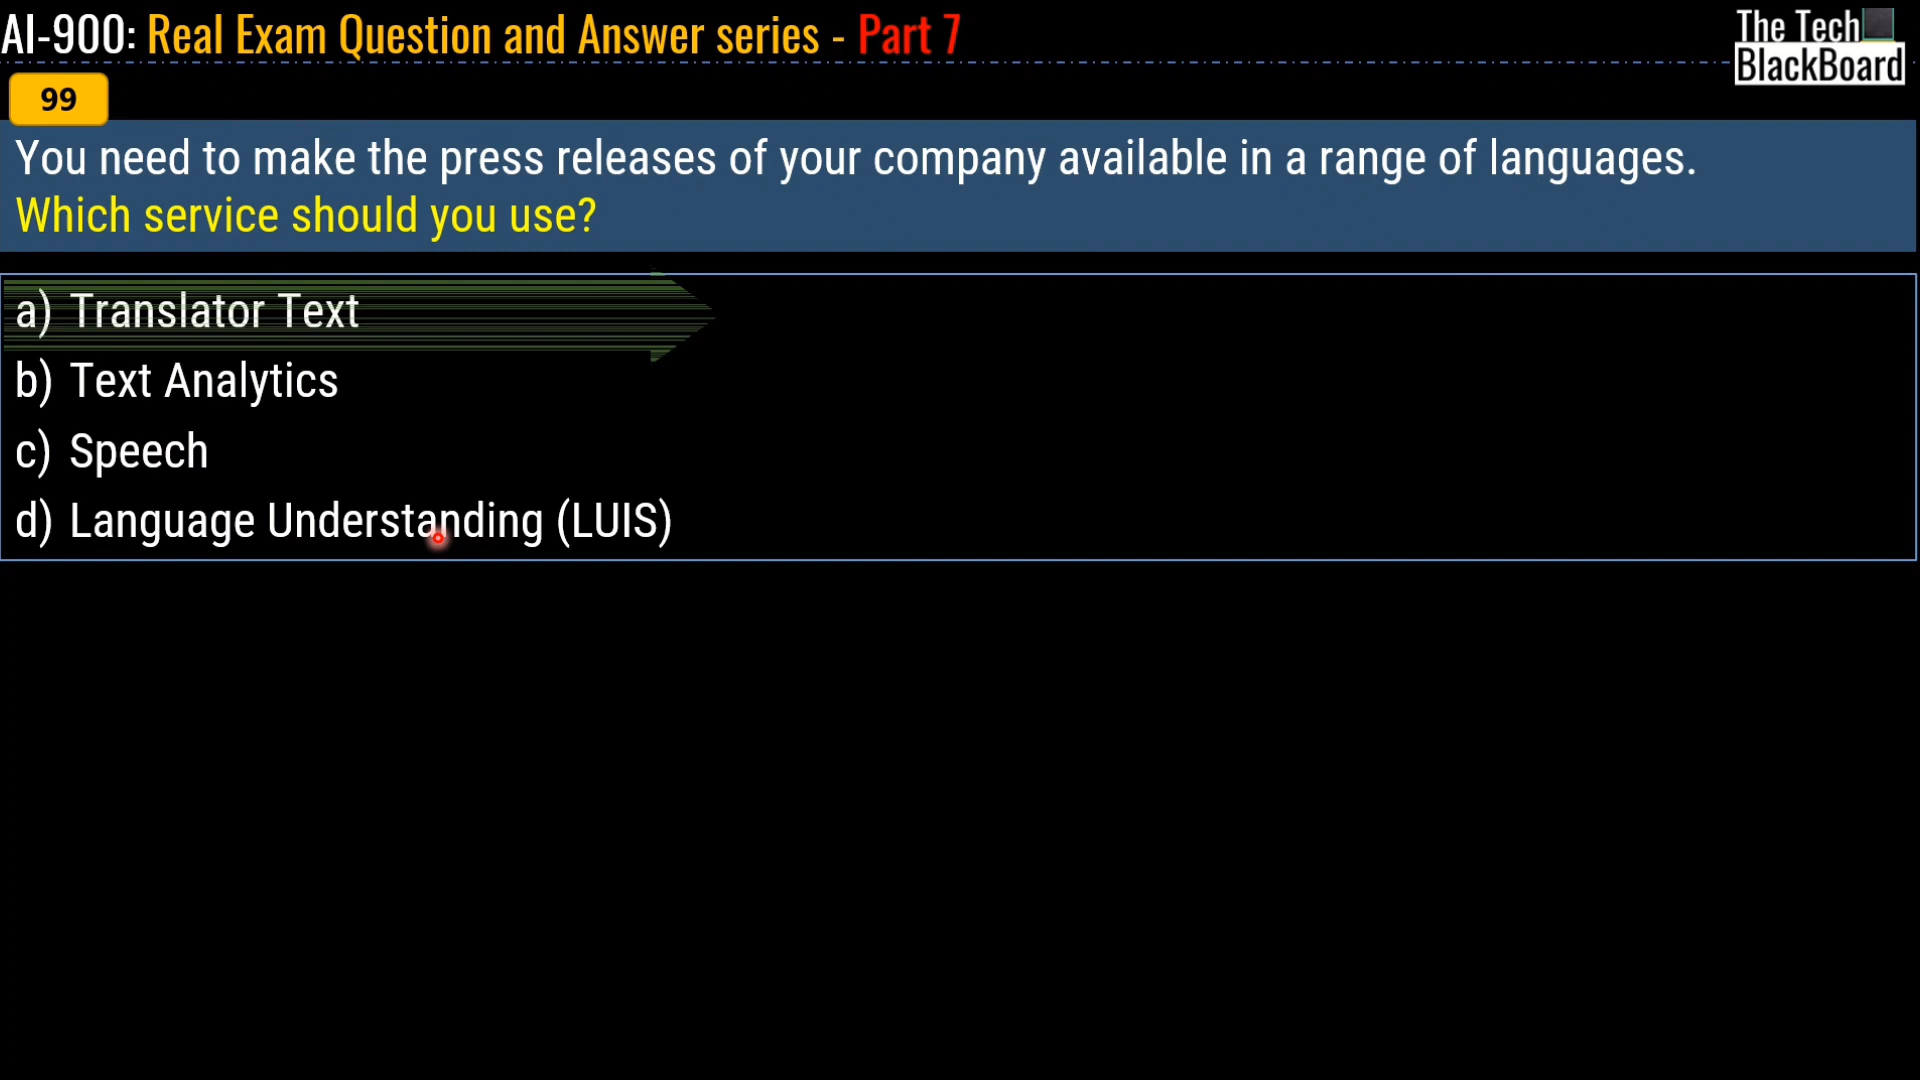 AI-900: Real Exam Question and Answer series - Part 7
The Tech
BlackBoard
99
You need to make the press releases of your company available in a range of languages.
Which service should you use?
a) Translator Text
b) Text Analytics
c) Speech
d) Language Understanding (LUIS)